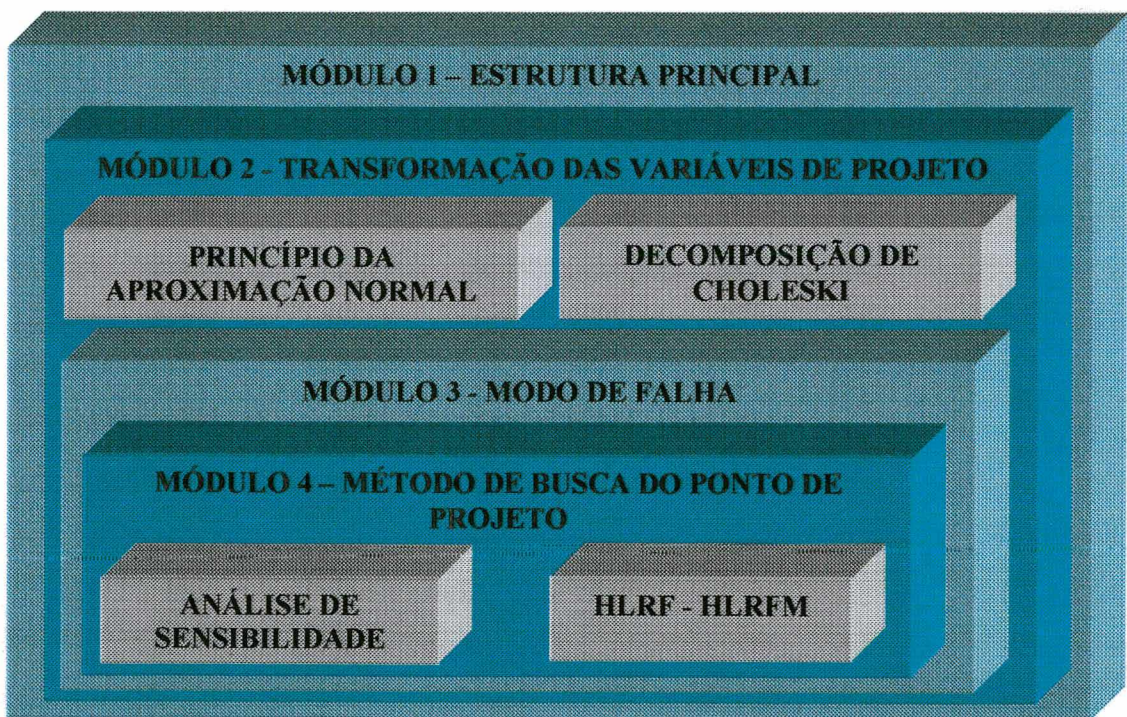 MÓDULO 1 – ESTRUTURA PRINCIPAL
MÓDULO 2 - TRANSFORMAÇÃO DAS VARIÁVEIS DE PROJETO
PRINCÍPIO DA
APROXIMAÇÃO NORMAL
DECOMPOSIÇÃO DE
CHOLESKI
MÓDULO 3 - MODO DE FALHA
MÓDULO 4 – MÉTODO DE BUSCA DO PONTO DE
PROJETO
ANÁLISE DE
SENSIBILIDADE
HLRF - HLRFM